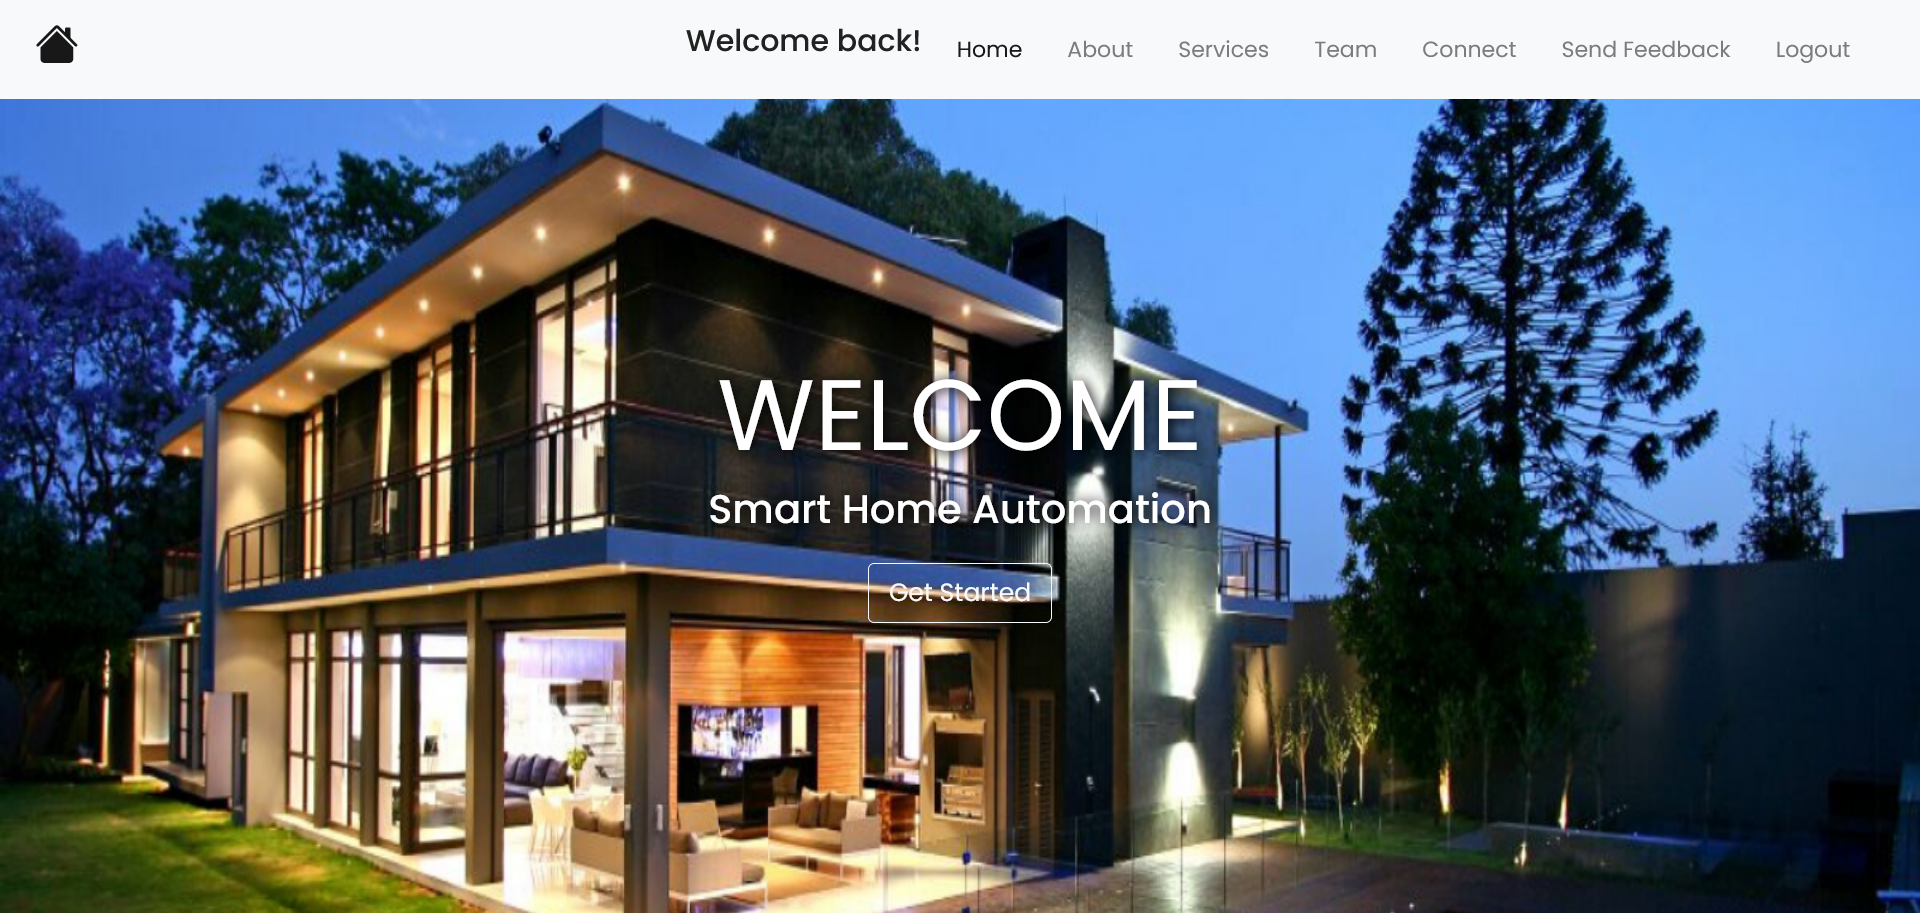 Welcome back! Home About Services Team Connect Send Feedback Logout
WELCOME
Smart Home Automation
Get Started